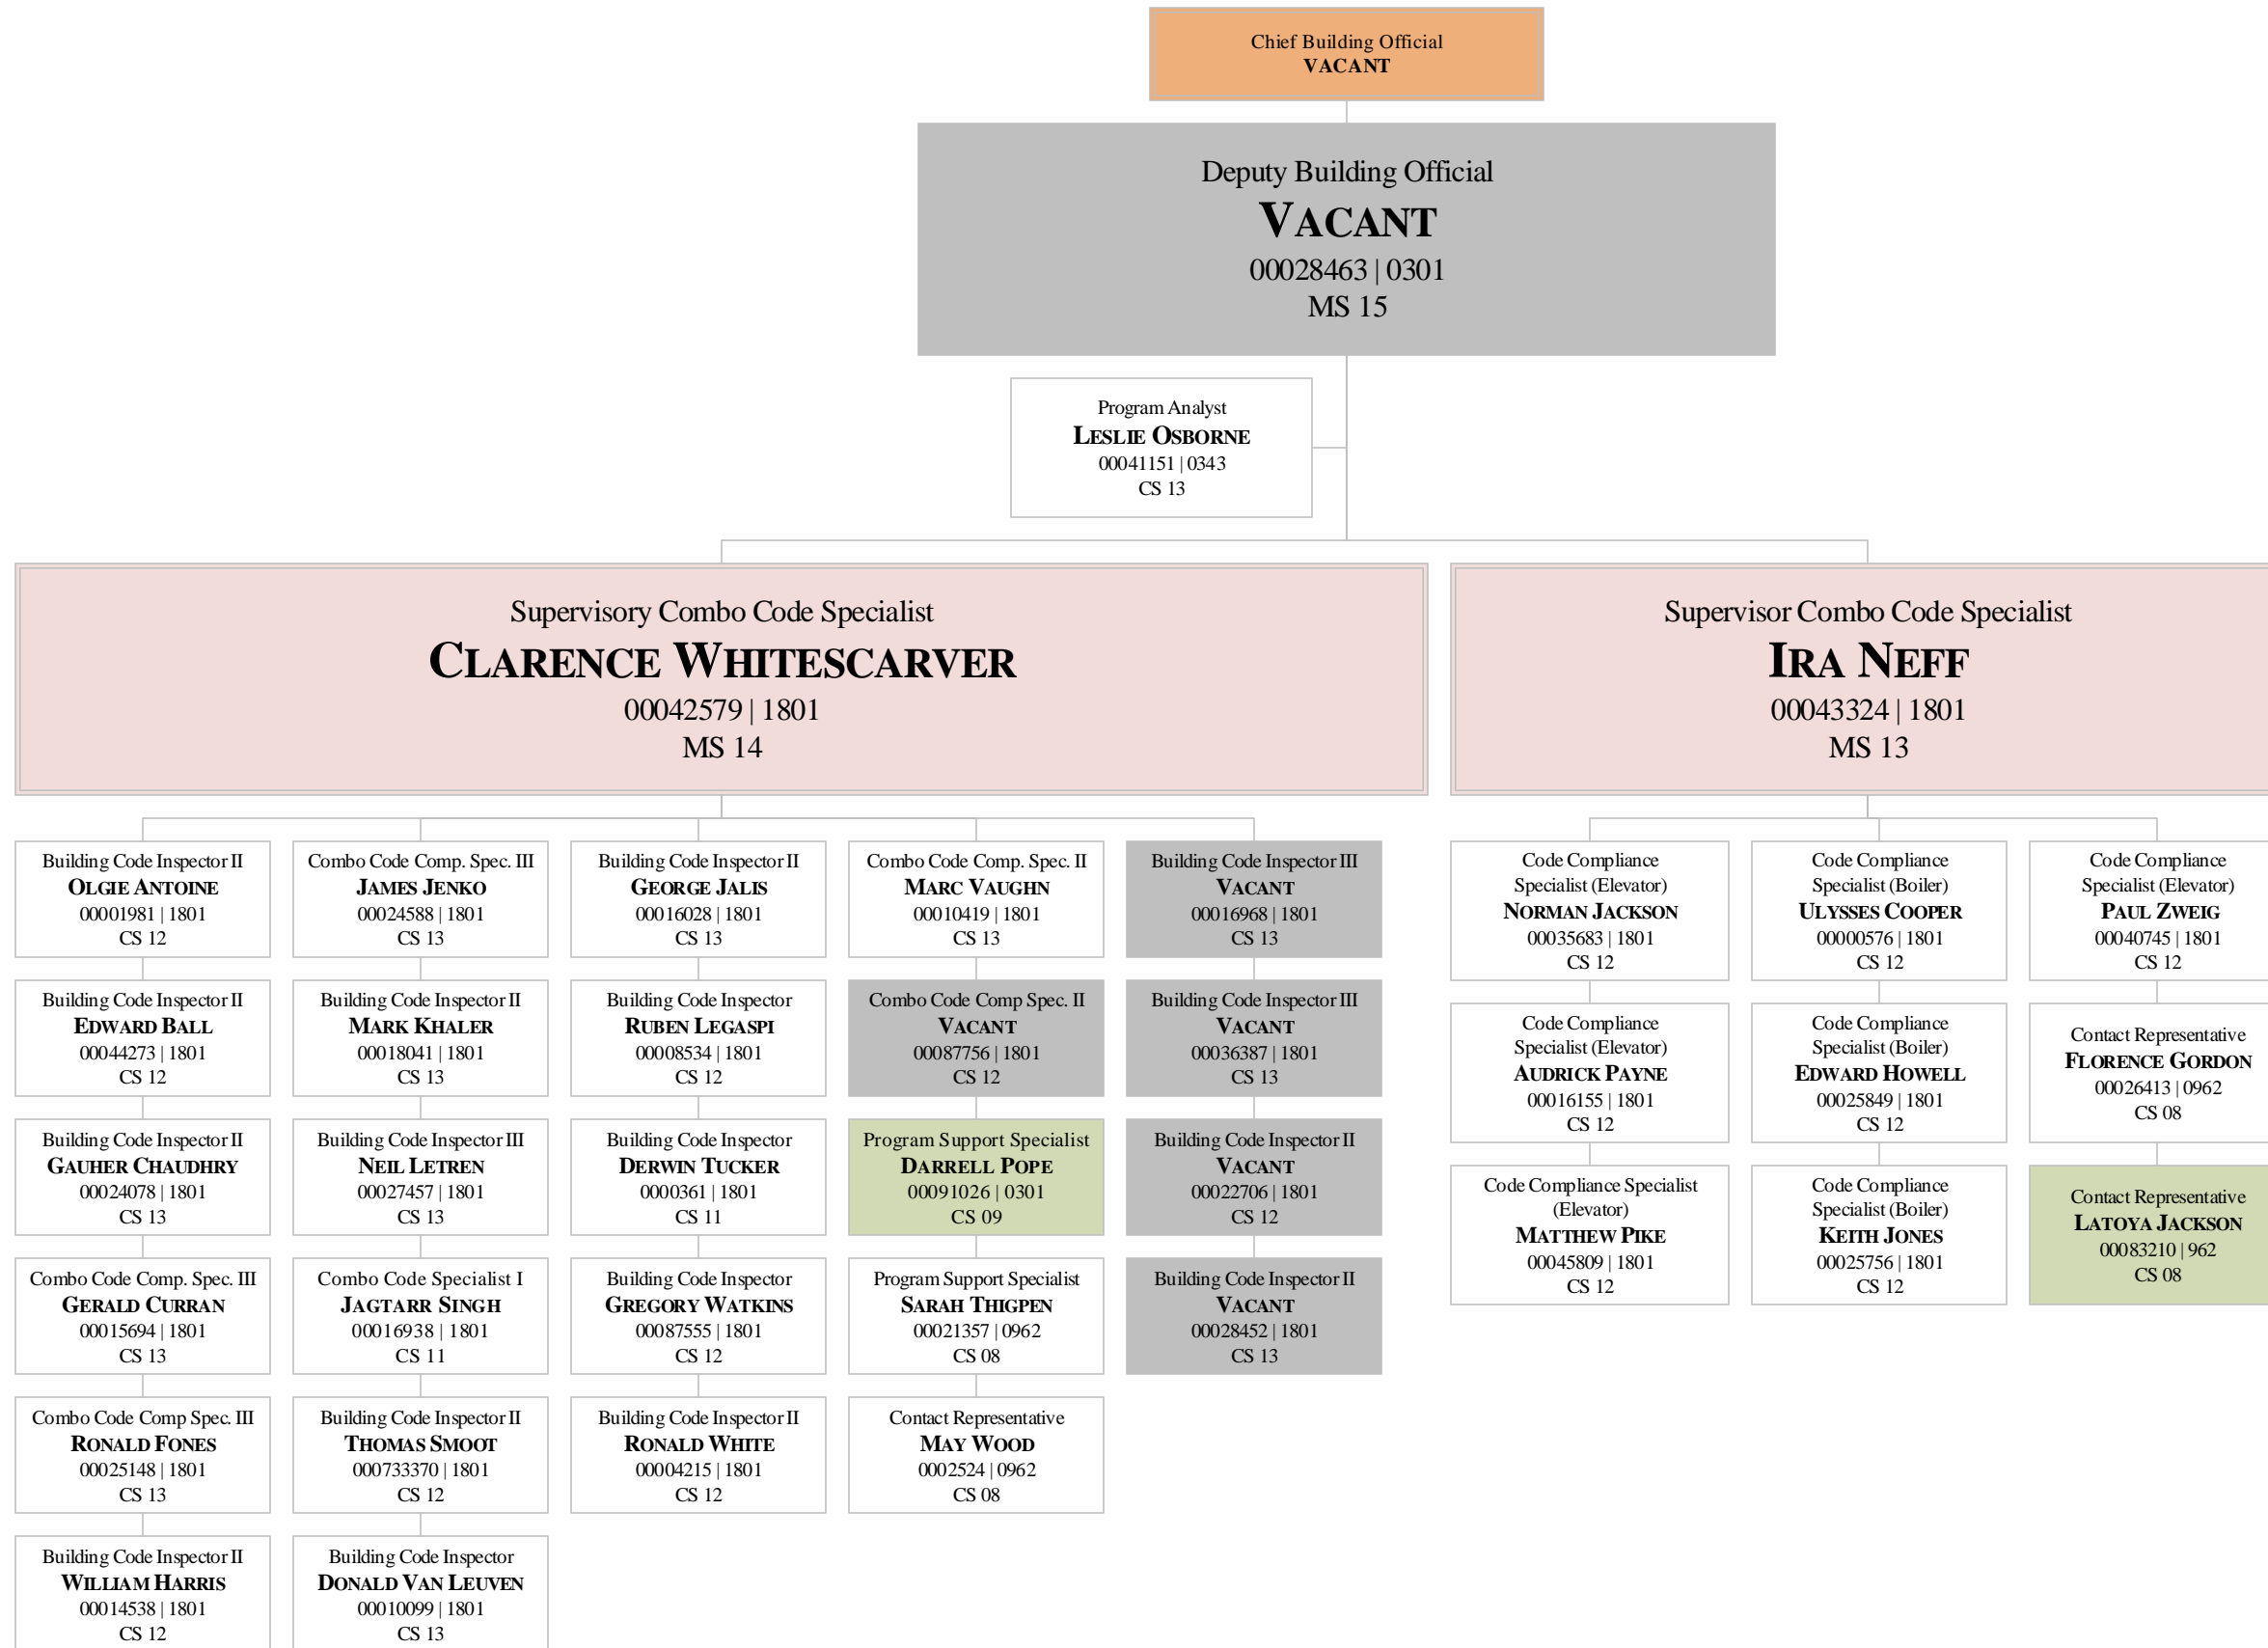 Chief Building Official
VACANT
Deputy Building Official
VACANT
00028463 | 0301
MS 15
Program Analyst
LESLIE OSBORNE
00041151 | 0343
CS 13
Supervisory Combo Code Specialist
CLARENCE WHITESCARVER
00042579 | 1801
MS 14
Supervisor Combo Code Specialist
IRA NEFF
00043324 | 1801
MS 13
Building Code Inspector II
OLGIE ANTOINE
00001981 | 1801
CS 12
Building Code Inspector II
EDWARD BALL
00044273 | 1801
CS 12
Building Code Inspector II
GAUHER CHAUDHRY
00024078 | 1801
CS 13
Combo Code Comp. Spec. III
GERALD CURRAN
00015694 | 1801
CS 13
Combo Code Comp Spec. III
RONALD FONES
00025148 | 1801
CS 13
Building Code Inspector II
WILLIAM HARRIS
00014538 | 1801
CS 12
Combo Code Comp. Spec. III
JAMES JENKO
00024588 | 1801
CS 13
Building Code Inspector II
MARK KHALER
00018041 | 1801
CS 13
Building Code Inspector III
NEIL LETREN
00027457 | 1801
CS 13
Combo Code Specialist I
JAGTARR SINGH
00016938 | 1801
CS 11
Building Code Inspector II
THOMAS SMOOT
000733370 | 1801
CS 12
Building Code Inspector
DONALD VAN LEUVEN
00010099 | 1801
CS 13
Building Code Inspector II
GEORGE JALIS
00016028 | 1801
CS 13
Building Code Inspector
RUBEN LEGASPI
00008534 | 1801
CS 12
Building Code Inspector
DERWIN TUCKER
0000361 | 1801
CS 11
Building Code Inspector
GREGORY WATKINS
00087555 | 1801
CS 12
Building Code Inspector II
RONALD WHITE
00004215 | 1801
CS 12
Combo Code Comp. Spec. II
MARC VAUGHN
00010419 | 1801
CS 13
Combo Code Comp Spec. II
VACANT
00087756 | 1801
CS 12
Program Support Specialist
DARRELL POPE
00091026 | 0301
CS 09
Program Support Specialist
SARAH THIGPEN
00021357 | 0962
CS 08
Contact Representative
MAY WOOD
0002524 | 0962
CS 08
Building Code Inspector III
VACANT
00016968 | 1801
CS 13
Building Code Inspector III
VACANT
00036387 | 1801
CS 13
Building Code Inspector II
VACANT
00022706 | 1801
CS 12
Building Code Inspector II
VACANT
00028452 | 1801
CS 13
Code Compliance
Specialist (Elevator)
NORMAN JACKSON
00035683 | 1801
CS 12
Code Compliance
Specialist (Elevator)
AUDRICK PAYNE
00016155 | 1801
CS 12
Code Compliance Specialist
(Elevator)
MATTHEW PIKE
00045809 | 1801
CS 12
Code Compliance
Specialist (Boiler)
ULYSSES COOPER
00000576 | 1801
CS 12
Code Compliance
Specialist (Boiler)
EDWARD HOWELL
00025849 | 1801
CS 12
Code Compliance
Specialist (Boiler)
KEITH JONES
00025756 | 1801
CS 12
Code Compliance
Specialist (Elevator)
PAUL ZWEIG
00040745 | 1801
CS 12
Contact Representative
FLORENCE GORDON
00026413 | 0962
CS 08
Contact Representative
LATOYA JACKSON
00083210 | 962
CS 08